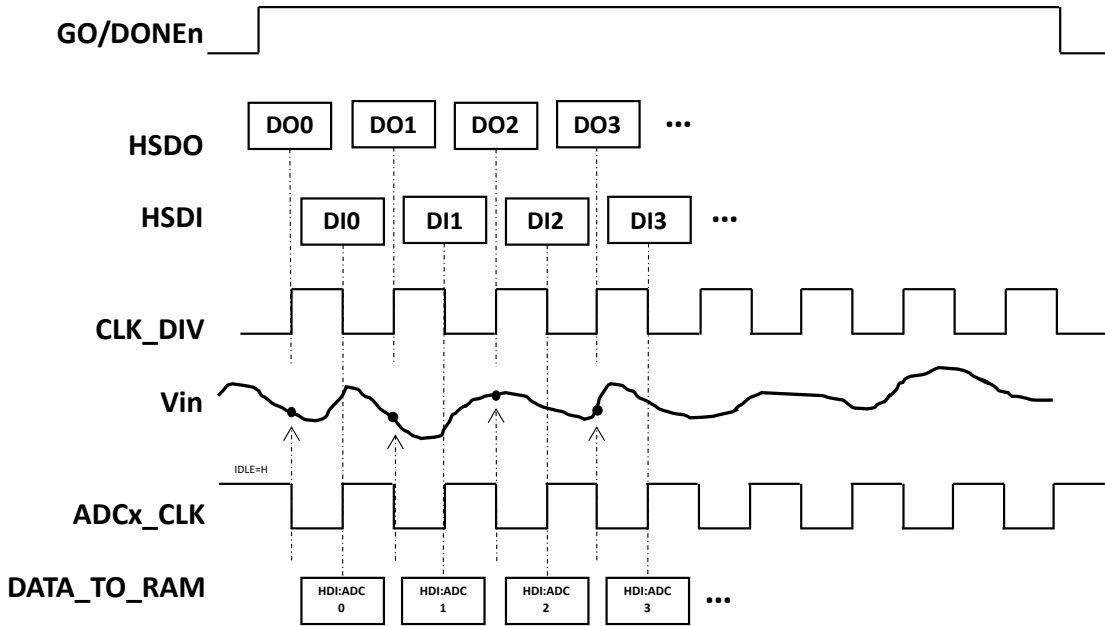 GO/DONEn
HSDO
DO0 DO1 DO2 DO3 ...
HSDI
DI0 DI1 DI2 DI3 ...
CLK_DIV
Vin
IDLE=H
ADCx_CLK
DATA_TO_RAM
HDI:ADC HDI:ADC HDI:ADC HDI:ADC ...
0 1 2 3